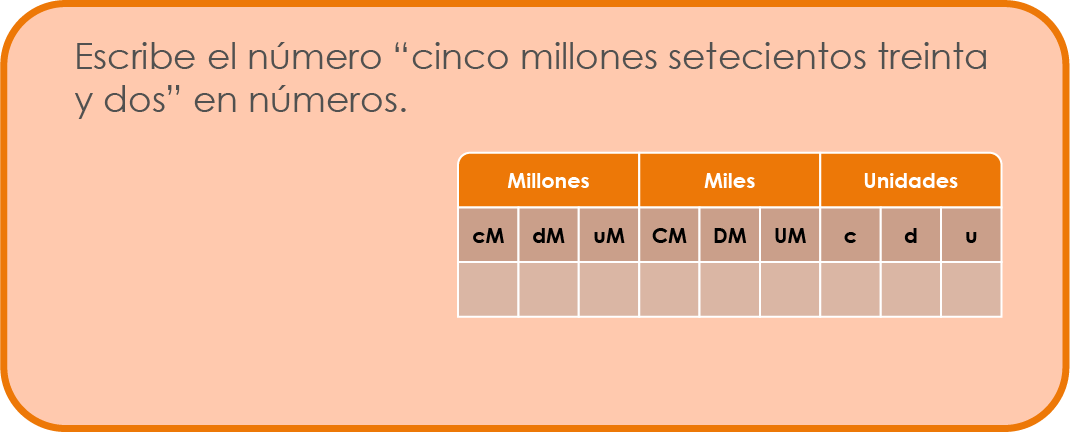 Escribe el número “cinco millones setecientos treinta
y dos” en números.
Millones Miles Unidades
cM dM uM CM DM UM c d u